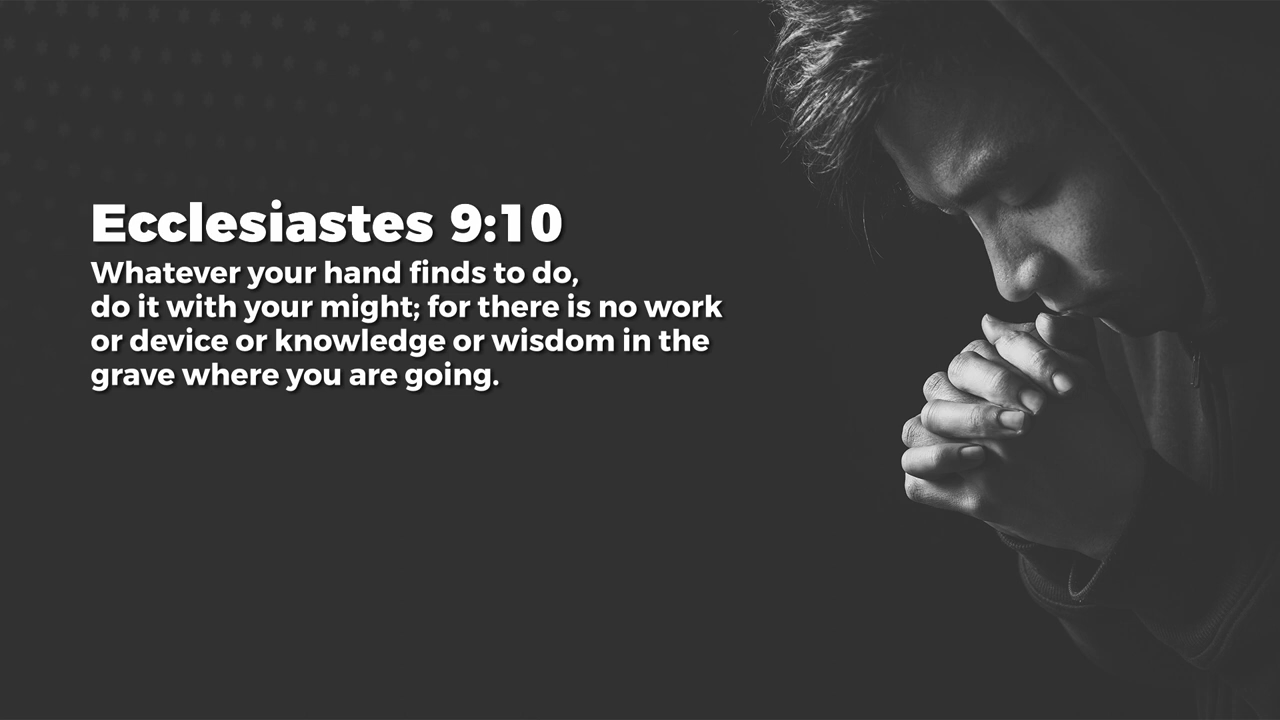 Ecclesiastes 9:10
Whatever your hand finds to do,
do it with your might; for there is no work
or device or knowledge or wisdom in the
grave where you are going.